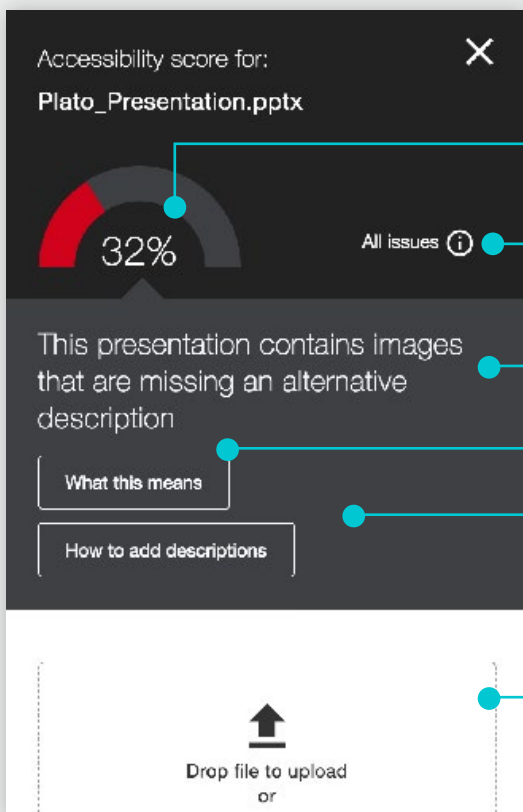 Accessibility score for:
Plato_Presentation.pptx
32%
All issues
This presentation contains images
that are missing an alternative
description
What this means
How to add descriptions
Drop file to upload
or